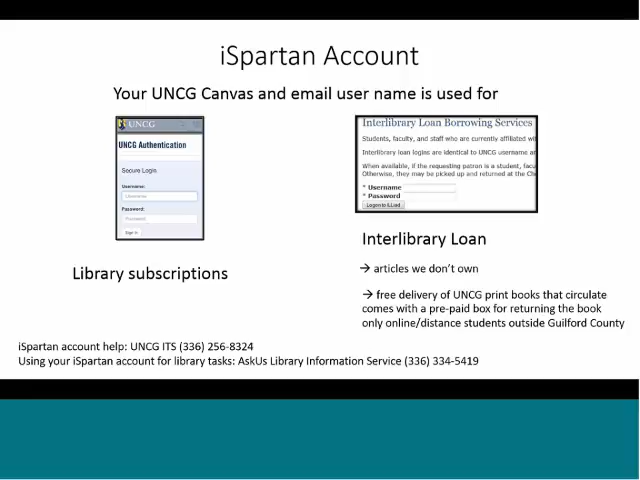 iSpartan Account
Your UNCG Canvas and email user name is used for
UNCG
UNCG Authentication
Secure Login
Username:
Username
Password:
Password
Sign In
Library subscriptions
Interlibrary Loan Borrowing Services
Students, faculty, and staff who are currently affiliated wi
Interlibrary loan logins are identical to UNCG username a
When available, if the requesting patron is a student, facu
Otherwise, they may be picked up and returned at the Ch
* Username
* Password
Logon to ILLiad
Interlibrary Loan
→ articles we don't own
→ free delivery of UNCG print books that circulate
comes with a pre-paid box for returning the book
only online/distance students outside Guilford County
iSpartan account help: UNCG ITS (336) 256-8324
Using your iSpartan account for library tasks: AskUs Library Information Service (336) 334-5419